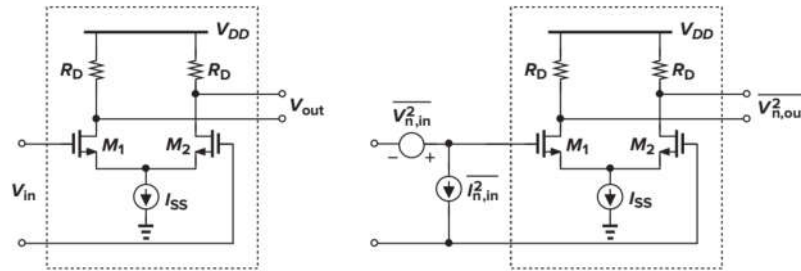 V_DD
R_D R_D
V_out
M_1 M_2
V_in
I_SS
V_DD
R_D R_D
V²_n,in
V²_n,ou
− +
M_1 M_2
I²_n,in
I_SS